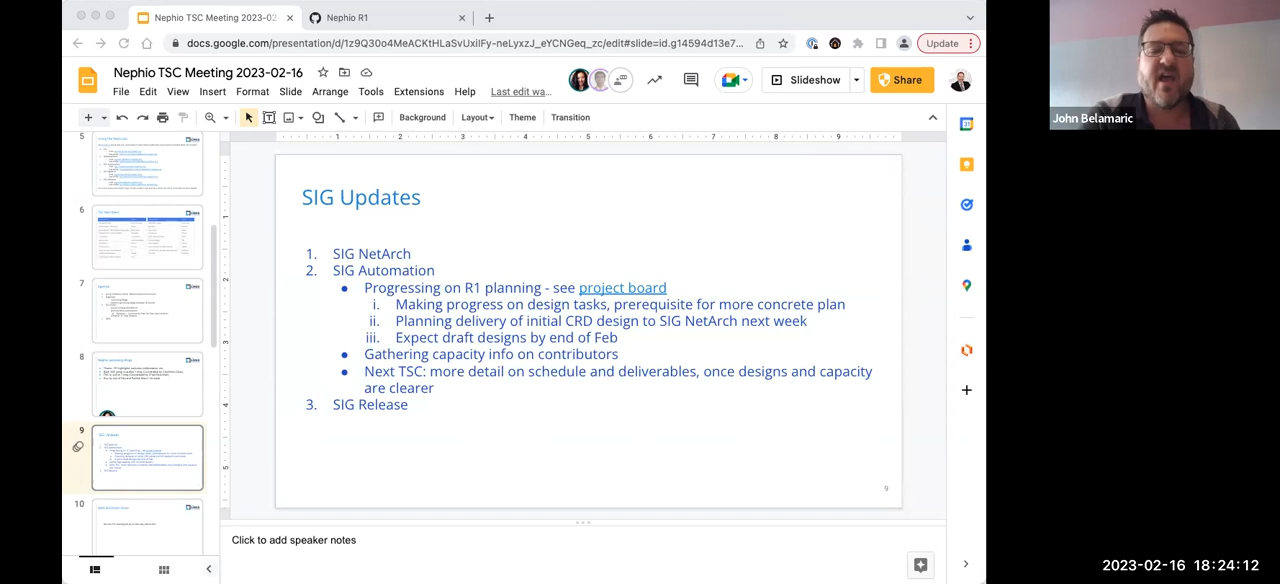 Nephio TSC Meeting 2023-02
Nephio R1
docs.google.com/presentation/d/1z9Q30o4MeACKtHLaSvUxilFy-neLyxzJ_eYCNGeq_zc/edit#slide=id.g14594d13e7...
Update
Nephio TSC Meeting 2023-02-16
File Edit View Insert Format Slide Arrange Tools Extensions Help Last edit wa...
Slideshow
Share
Background Layout Theme Transition
SIG Updates
1. SIG NetArch
2. SIG Automation
● Progressing on R1 planning - see project board
i. Making progress on design tasks, prerequisite for more concrete plan
ii. Planning delivery of initial CRD design to SIG NetArch next week
iii. Expect draft designs by end of Feb
● Gathering capacity info on contributors
● Next TSC: more detail on schedule and deliverables, once designs and capacity
are clearer
3. SIG Release
9
5
6
7
8
9
10
Click to add speaker notes
John Belamaric
2023-02-16 18:24:12